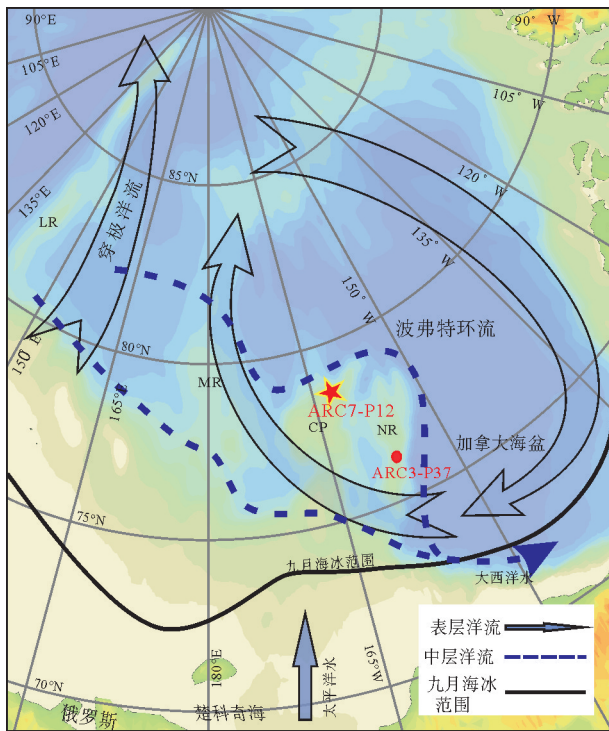 90°E
90° W
105°E
105° W
120°E
120° W
135°E
135° W
85°N
LR
穿极洋流
150° W
波弗特环流
150° E
80°N
165°E
MR
ARC7-P12
CP
NR
加拿大海盆
ARC3-P37
75°N
九月海冰范围
大西洋水
表层洋流
中层洋流
九月海冰
范围
180°E
太平洋水
165°W
70°N
俄罗斯
楚科奇海